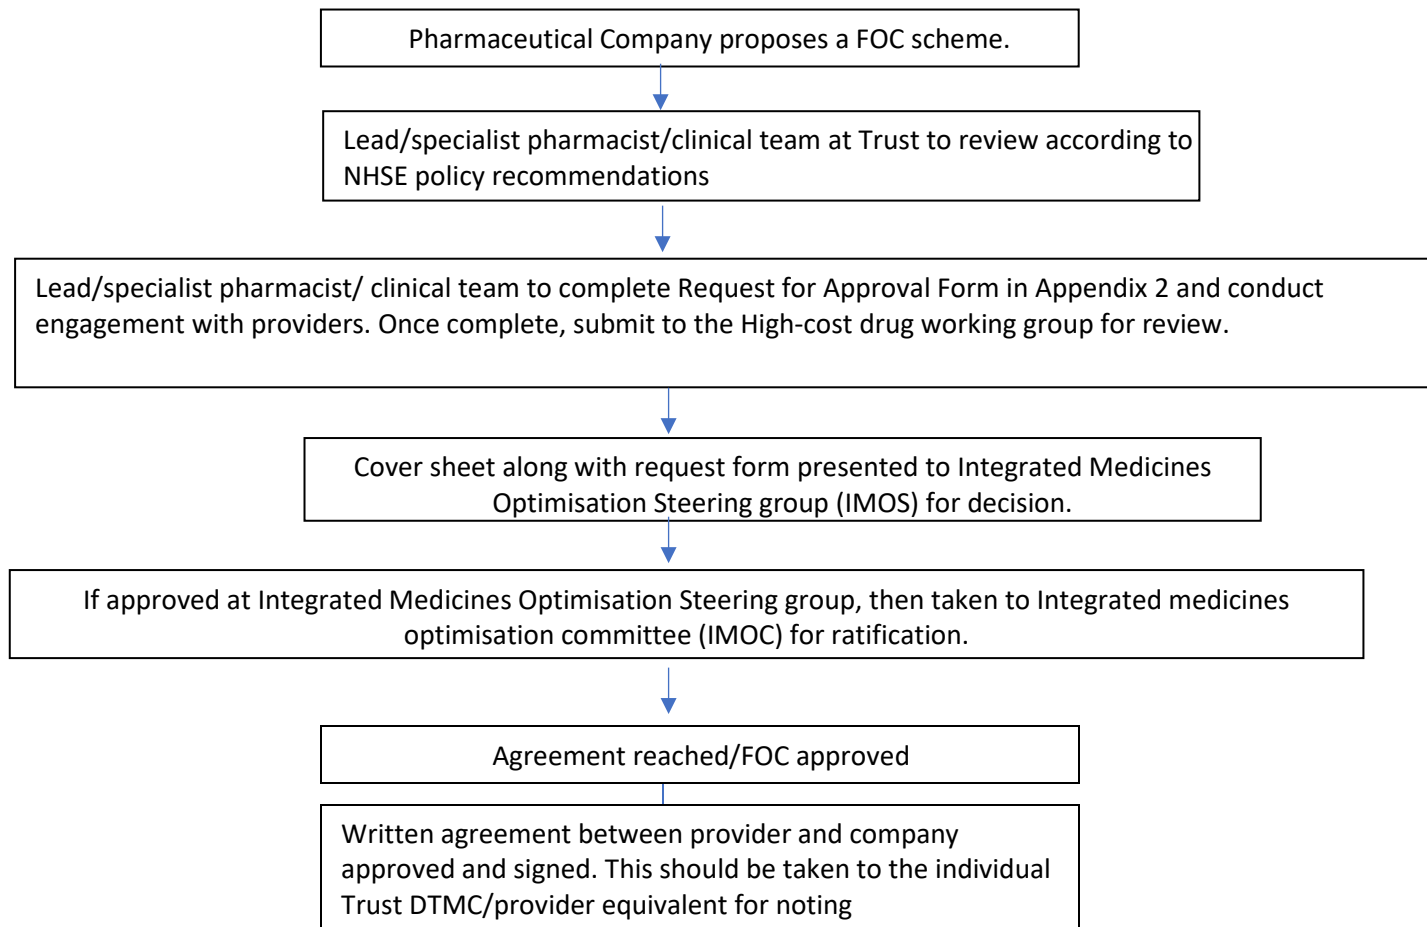 Pharmaceutical Company proposes a FOC scheme.
Lead/specialist pharmacist/clinical team at Trust to review according to
NHSE policy recommendations
Lead/specialist pharmacist/ clinical team to complete Request for Approval Form in Appendix 2 and conduct
engagement with providers. Once complete, submit to the High-cost drug working group for review.
Cover sheet along with request form presented to Integrated Medicines
Optimisation Steering group (IMOS) for decision.
If approved at Integrated Medicines Optimisation Steering group, then taken to Integrated medicines
optimisation committee (IMOC) for ratification.
Agreement reached/FOC approved
Written agreement between provider and company
approved and signed. This should be taken to the individual
Trust DTMC/provider equivalent for noting